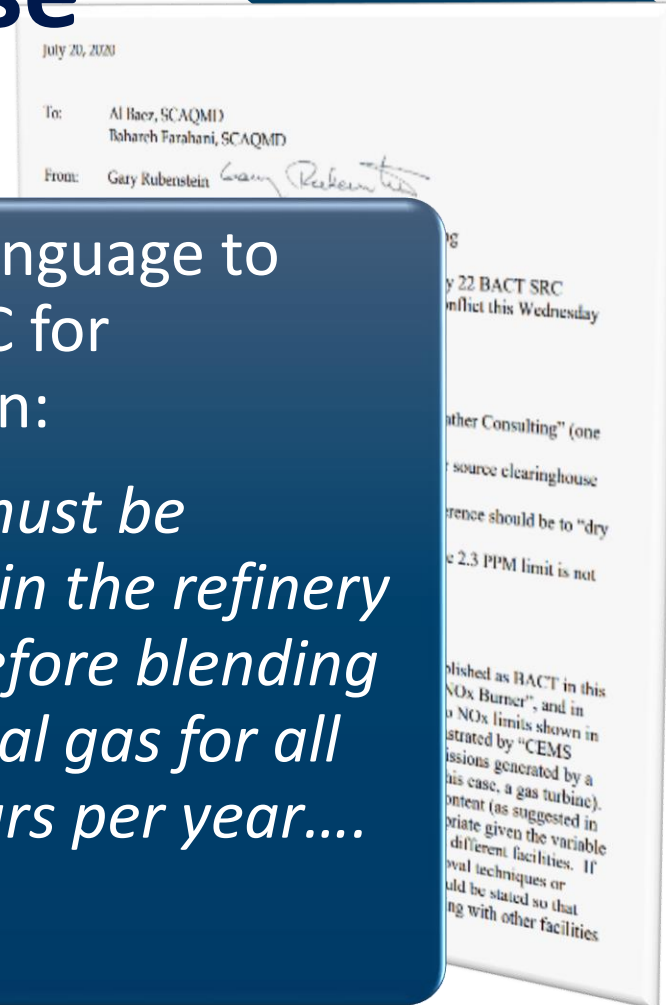 se
July 20, 2020
To: Al Baez, SCAQMD
Bahareh Farahani, SCAQMD
From: Gary Rubenstein Gary Rubenstein
nguage to
C for
n:
must be
in the refinery
efore blending
al gas for all
urs per year….
g
y 22 BACT SRC
nflict this Wednesday
ather Consulting” (one
source clearinghouse
rence should be to “dry
e 2.3 PPM limit is not
blished as BACT in this
NOx Burner”, and in
o NOx limits shown in
strated by “CEMS
issions generated by a
his case, a gas turbine).
ontent (as suggested in
priate given the variable
different facilities. If
oval techniques or
uld be stated so that
ng with other facilities